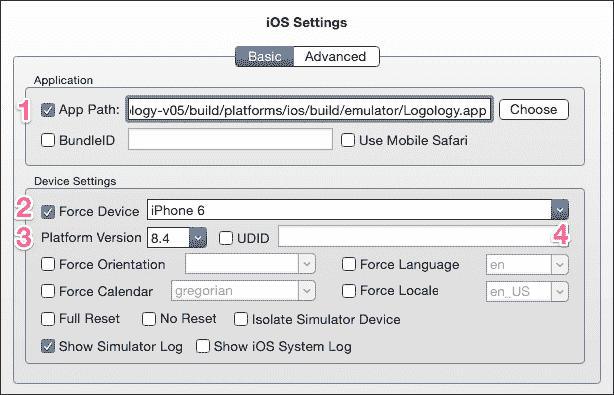 iOS Settings
Basic Advanced
Application
1 App Path: ology-v05/build/platforms/ios/build/emulator/Logology.app Choose
BundleID Use Mobile Safari
Device Settings
2 Force Device iPhone 6
3 Platform Version 8.4 UDID 4
Force Orientation Force Language en
Force Calendar gregorian Force Locale en_US
Full Reset No Reset Isolate Simulator Device
Show Simulator Log Show iOS System Log